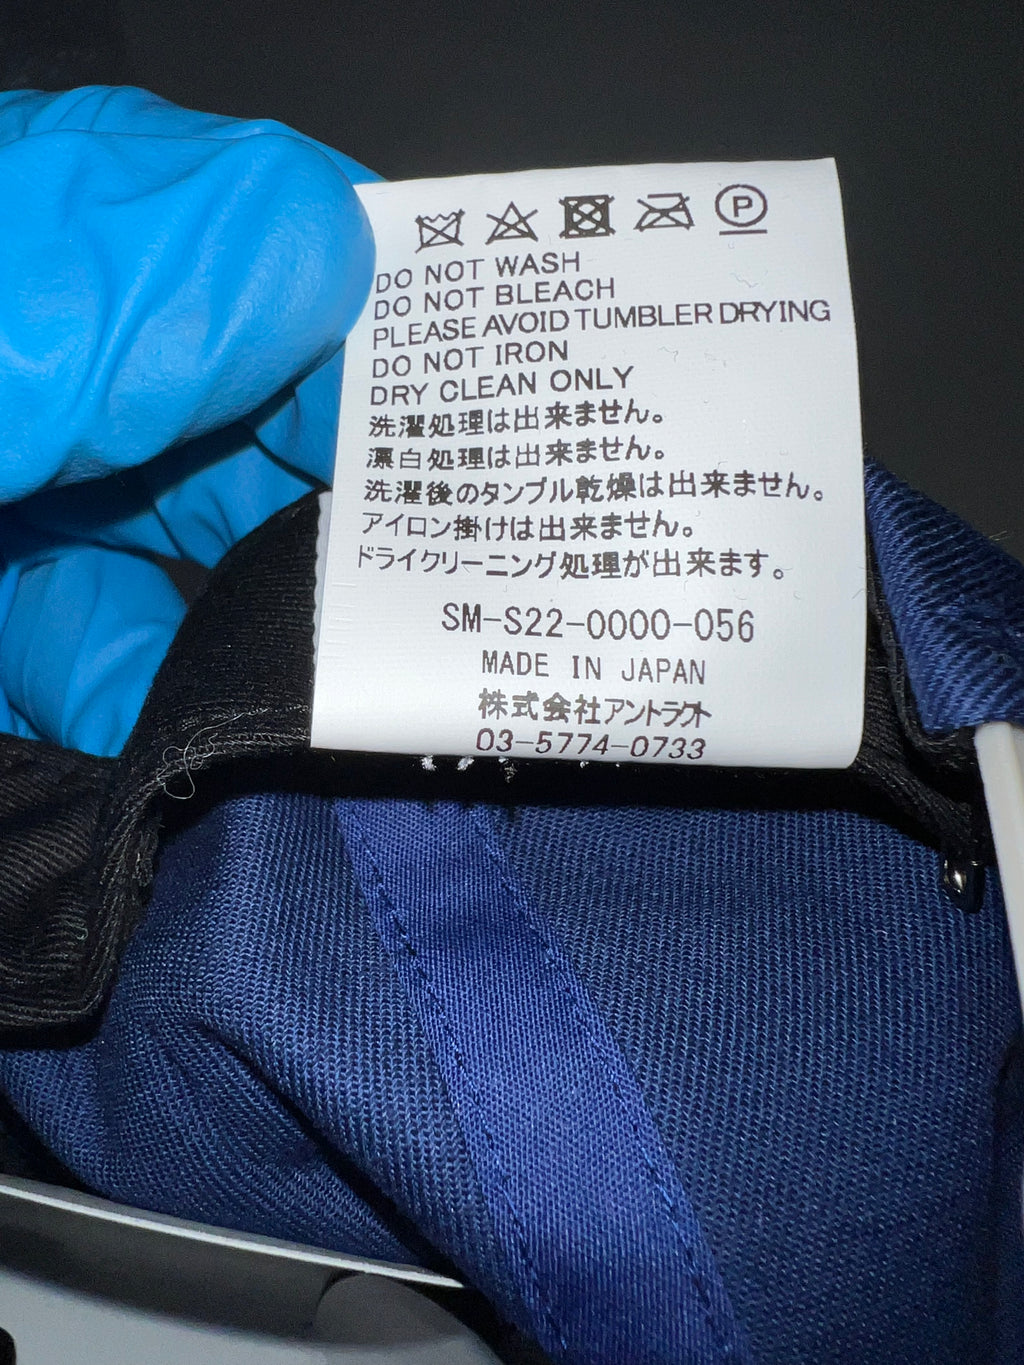 P
DO NOT WASH
DO NOT BLEACH
PLEASE AVOID TUMBLER DRYING
DO NOT IRON
DRY CLEAN ONLY
洗濯処理は出来ません。
漂白処理は出来ません。
洗濯後のタンブル乾燥は出来ません。
アイロン掛けは出来ません。
ドライクリーニング処理が出来ます。
SM-S22-0000-056
MADE IN JAPAN
株式会社アントラクト
03-5774-0733